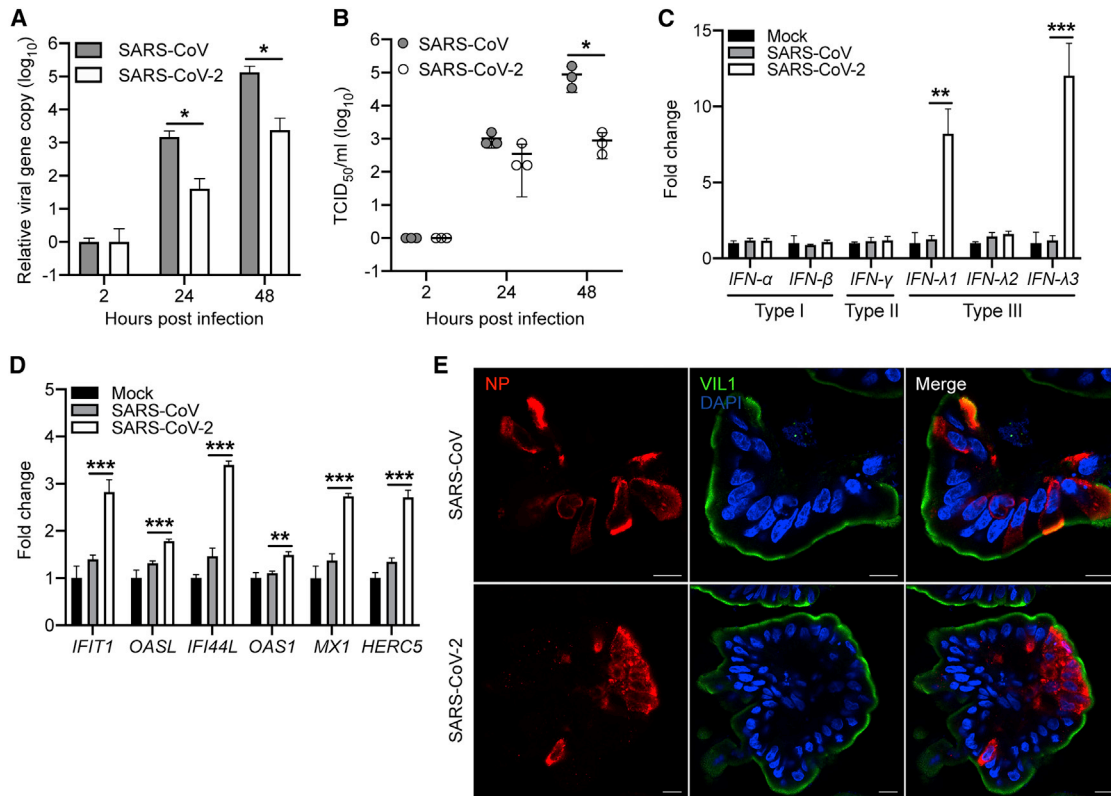 A
SARS-CoV
SARS-CoV-2
Relative viral gene copy (log10)
6
5
4
3
2
1
0
-1
*
*
2 24 48
Hours post infection
B
SARS-CoV
SARS-CoV-2
TCID50/ml (log10)
6
5
4
3
2
1
0
-1
*
2 24 48
Hours post infection
C
Mock
SARS-CoV
SARS-CoV-2
Fold change
15
10
5
0
**
***
IFN-α IFN-β IFN-γ IFN-λ1 IFN-λ2 IFN-λ3
Type I Type II Type III
D
Mock
SARS-CoV
SARS-CoV-2
Fold change
5
4
3
2
1
0
***
***
***
**
***
***
IFIT1 OASL IFI44L OAS1 MX1 HERC5
E
NP
VIL1
DAPI
Merge
SARS-CoV
SARS-CoV-2